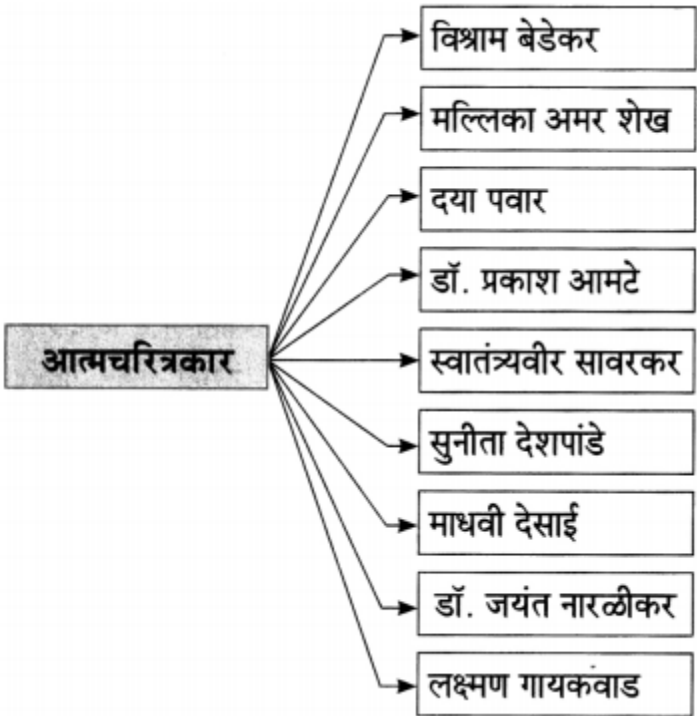 विश्राम बेडेकर
मल्लिका अमर शेख
दया पवार
डॉ. प्रकाश आमटे
आत्मचरित्रकार
स्वातंत्र्यवीर सावरकर
सुनीता देशपांडे
माधवी देसाई
डॉ. जयंत नारळीकर
लक्ष्मण गायकवाड